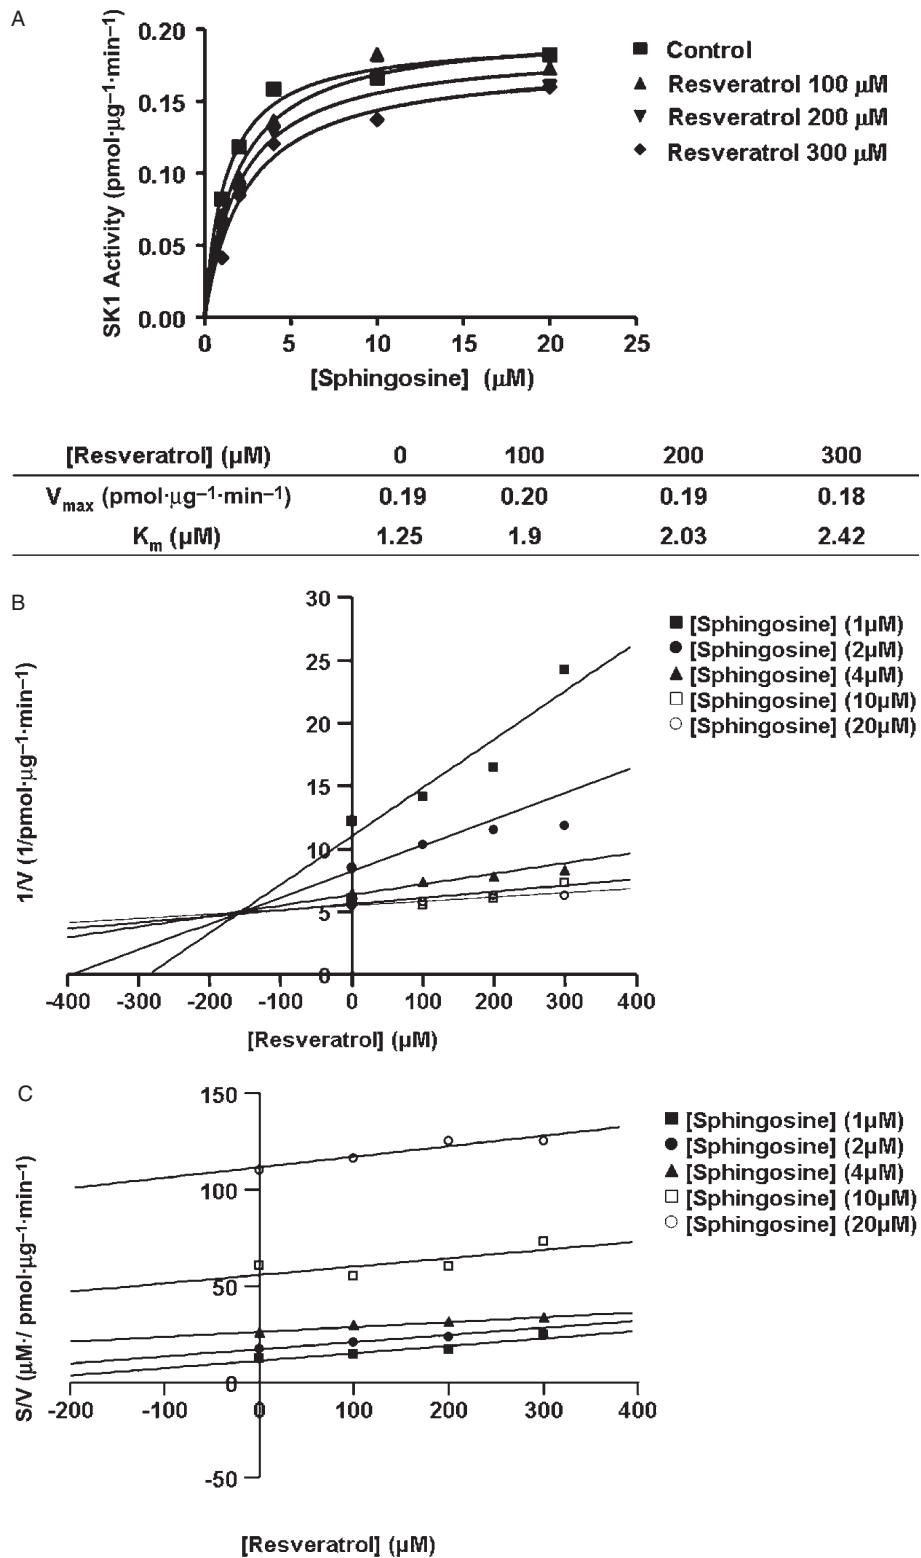 A
0.20
0.15
0.10
0.05
0.00
SK1 Activity (pmol·µg⁻¹·min⁻¹)
0 5 10 15 20 25
[Sphingosine] (µM)
Control
Resveratrol 100 µM
Resveratrol 200 µM
Resveratrol 300 µM
[Resveratrol] (µM) 0 100 200 300
Vmax (pmol·µg⁻¹·min⁻¹) 0.19 0.20 0.19 0.18
Km (µM) 1.25 1.9 2.03 2.42
B
30
25
20
15
10
5
0
1/V (1/pmol·µg⁻¹·min⁻¹)
-400 -300 -200 -100 0 100 200 300 400
[Resveratrol] (µM)
[Sphingosine] (1µM)
[Sphingosine] (2µM)
[Sphingosine] (4µM)
[Sphingosine] (10µM)
[Sphingosine] (20µM)
C
150
100
50
0
-50
S/V (µM·/ pmol·µg⁻¹·min⁻¹)
-200 -100 0 100 200 300 400
[Resveratrol] (µM)
[Sphingosine] (1µM)
[Sphingosine] (2µM)
[Sphingosine] (4µM)
[Sphingosine] (10µM)
[Sphingosine] (20µM)